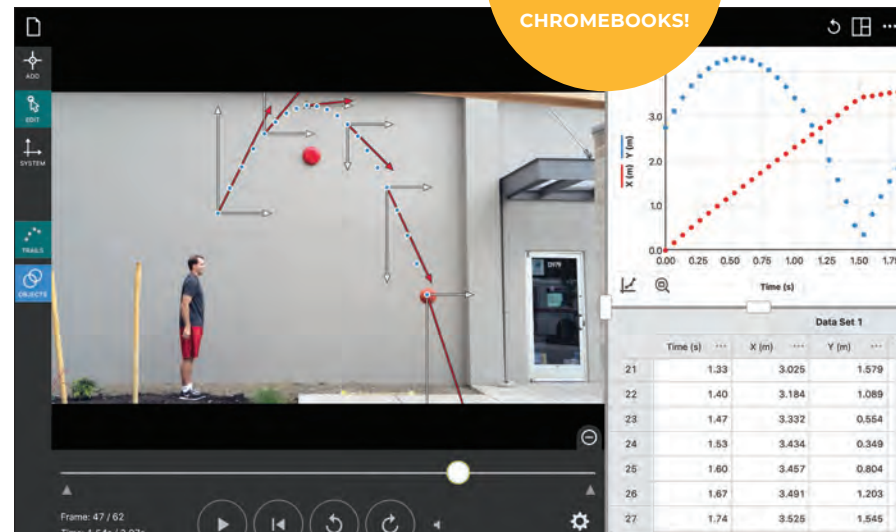 CHROMEBOOKS!
ADD
EDIT
SYSTEM
TRAILS
OBJECTS
Frame: 47 / 62
X (m) Y (m)
3.0
2.0
1.0
0.0
0.00 0.25 0.50 0.75 1.00 1.25 1.50
Time (s)
Data Set 1
Time (s) ... X (m) ... Y (m) ...
21 1.33 3.025 1.579
22 1.40 3.184 1.089
23 1.47 3.332 0.554
24 1.53 3.434 0.349
25 1.60 3.457 0.804
26 1.67 3.491 1.203
27 1.74 3.525 1.545